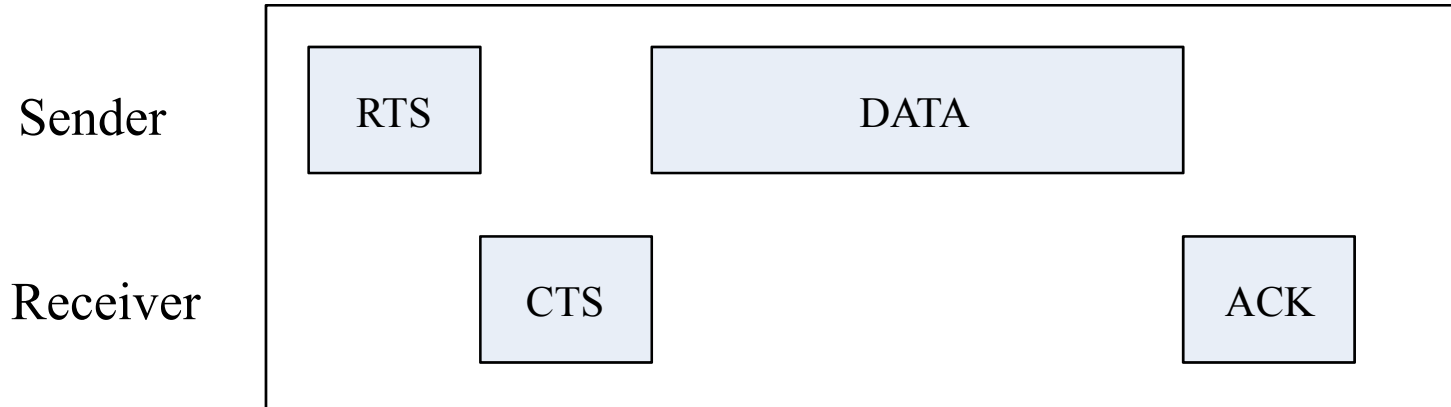 Sender
RTS
DATA
Receiver
CTS
ACK